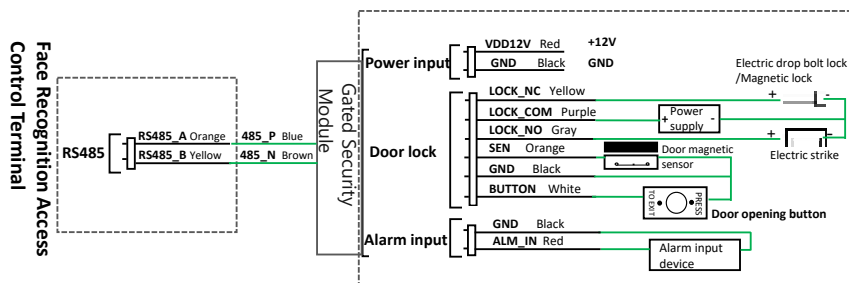 Face Recognition Access
Control Terminal
RS485
RS485_A Orange
RS485_B Yellow
485_P Blue
485_N Brown
Gated Security
Module
Power input
VDD12V Red +12V
GND Black GND
Door lock
LOCK_NC Yellow
LOCK_COM Purple
LOCK_NO Gray
SEN Orange
GND Black
BUTTON White
Electric drop bolt lock
/Magnetic lock
+ -
+ Power -
supply
+ -
Electric strike
Door magnetic
sensor
PRESS
TO EXIT
Door opening button
Alarm input
GND Black
ALM_IN Red
Alarm input
device